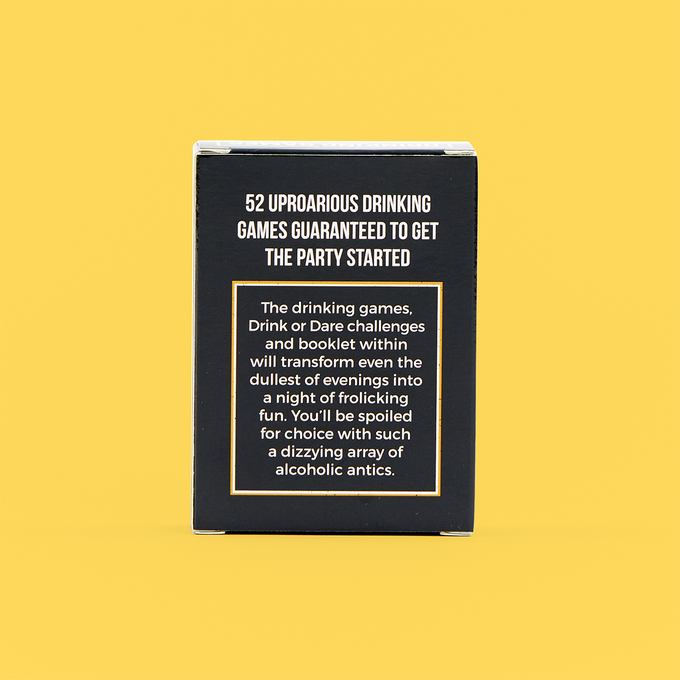 52 UPROARIOUS DRINKING
GAMES GUARANTEED TO GET
THE PARTY STARTED
The drinking games,
Drink or Dare challenges
and booklet within
will transform even the
dullest of evenings into
a night of frolicking
fun. You'll be spoiled
for choice with such
a dizzying array of
alcoholic antics.